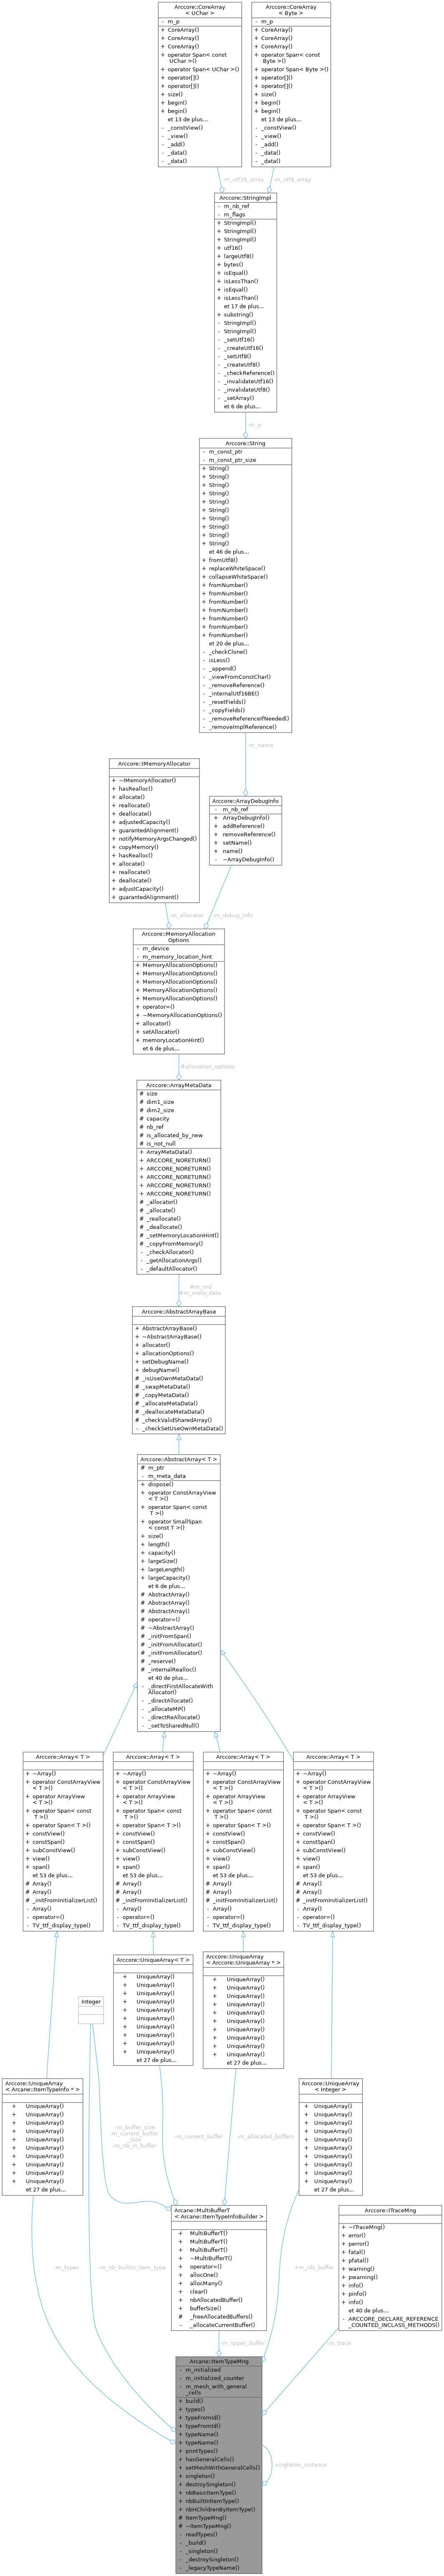 Arccore::CoreArray
< UChar >
- m_p
+ CoreArray()
+ CoreArray()
+ CoreArray()
+ operator Span< const
UChar >()
+ operator Span< UChar >()
+ operator[]()
+ operator[]()
+ size()
+ begin()
+ begin()
et 13 de plus...
- _constView()
- _view()
- _add()
- _data()
- _data()
Arccore::CoreArray
< Byte >
- m_p
+ CoreArray()
+ CoreArray()
+ CoreArray()
+ operator Span< const
Byte >()
+ operator Span< Byte >()
+ operator[]()
+ operator[]()
+ size()
+ begin()
+ begin()
et 13 de plus...
- _constView()
- _view()
- _add()
- _data()
- _data()
-m_utf16_array
-m_utf8_array
Arccore::StringImpl
- m_nb_ref
- m_flags
+ StringImpl()
+ StringImpl()
+ StringImpl()
+ utf16()
+ largeUtf8()
+ bytes()
+ isEqual()
+ isLessThan()
+ isEqual()
+ isLessThan()
et 17 de plus...
+ substring()
- StringImpl()
- StringImpl()
- _setUtf16()
- _createUtf16()
- _setUtf8()
- _createUtf8()
- _checkReference()
- _invalidateUtf16()
- _invalidateUtf8()
- _setArray()
et 6 de plus...
-m_p
Arccore::String
- m_const_ptr
- m_const_ptr_size
+ String()
+ String()
+ String()
+ String()
+ String()
+ String()
+ String()
+ String()
+ String()
+ String()
et 46 de plus...
+ fromUtf8()
+ replaceWhiteSpace()
+ collapseWhiteSpace()
+ fromNumber()
+ fromNumber()
+ fromNumber()
+ fromNumber()
+ fromNumber()
+ fromNumber()
+ fromNumber()
et 20 de plus...
- _checkClone()
- isLess()
- _append()
- _viewFromConstChar()
- _removeReference()
- _internalUtf16BE()
- _resetFields()
- _copyFields()
- _removeReferenceIfNeeded()
- _removeImplReference()
-m_name
Arccore::IMemoryAllocator
+ ~IMemoryAllocator()
+ hasRealloc()
+ allocate()
+ reallocate()
+ deallocate()
+ adjustedCapacity()
+ guarantedAlignment()
+ notifyMemoryArgsChanged()
+ copyMemory()
+ hasRealloc()
+ allocate()
+ reallocate()
+ deallocate()
+ adjustCapacity()
+ guarantedAlignment()
Arccore::ArrayDebugInfo
- m_nb_ref
+ ArrayDebugInfo()
+ addReference()
+ removeReference()
+ setName()
+ name()
- ~ArrayDebugInfo()
-m_allocator
-m_debug_info
Arccore::MemoryAllocation
Options
- m_device
- m_memory_location_hint
+ MemoryAllocationOptions()
+ MemoryAllocationOptions()
+ MemoryAllocationOptions()
+ MemoryAllocationOptions()
+ MemoryAllocationOptions()
+ operator=()
+ ~MemoryAllocationOptions()
+ allocator()
+ setAllocator()
+ memoryLocationHint()
et 6 de plus...
#allocation_options
Arccore::ArrayMetaData
# size
# dim1_size
# dim2_size
# capacity
# nb_ref
# is_allocated_by_new
# is_not_null
+ ArrayMetaData()
+ ARCCORE_NORETURN()
+ ARCCORE_NORETURN()
+ ARCCORE_NORETURN()
+ ARCCORE_NORETURN()
+ ARCCORE_NORETURN()
# _allocator()
# _allocate()
# _reallocate()
# _deallocate()
# _setMemoryLocationHint()
# _copyFromMemory()
- _checkAllocator()
- _getAllocationArgs()
- _defaultAllocator()
#m_md
#m_meta_data
Arccore::AbstractArrayBase
+ AbstractArrayBase()
+ ~AbstractArrayBase()
+ allocator()
+ allocationOptions()
+ setDebugName()
+ debugName()
# _isUseOwnMetaData()
# _swapMetaData()
# _copyMetaData()
# _allocateMetaData()
# _deallocateMetaData()
# _checkValidSharedArray()
- _checkSetUseOwnMetaData()
Arccore::AbstractArray< T >
# m_ptr
- m_meta_data
+ dispose()
+ operator ConstArrayView
< T >()
+ operator Span< const
T >()
+ operator SmallSpan
< const T >()
+ size()
+ length()
+ capacity()
+ largeSize()
+ largeLength()
+ largeCapacity()
et 6 de plus...
# AbstractArray()
# AbstractArray()
# AbstractArray()
# operator=()
# ~AbstractArray()
# _initFromSpan()
# _initFromAllocator()
# _initFromAllocator()
# _reserve()
# _internalRealloc()
et 40 de plus...
- _directFirstAllocateWith
Allocator()
- _directAllocate()
- _allocateMP()
- _directReAllocate()
- _setToSharedNull()
Arccore::Array< T >
+ ~Array()
+ operator ConstArrayView
< T >()
+ operator ArrayView
< T >()
+ operator Span< const
T >()
+ operator Span< T >()
+ constView()
+ constSpan()
+ subConstView()
+ view()
+ span()
et 53 de plus...
# Array()
# Array()
# _initFromInitializerList()
- Array()
- operator=()
- TV_ttf_display_type()
Arccore::Array< T >
+ ~Array()
+ operator ConstArrayView
< T >()
+ operator ArrayView
< T >()
+ operator Span< const
T >()
+ operator Span< T >()
+ constView()
+ constSpan()
+ subConstView()
+ view()
+ span()
et 53 de plus...
# Array()
# Array()
# _initFromInitializerList()
- Array()
- operator=()
- TV_ttf_display_type()
Arccore::Array< T >
+ ~Array()
+ operator ConstArrayView
< T >()
+ operator ArrayView
< T >()
+ operator Span< const
T >()
+ operator Span< T >()
+ constView()
+ constSpan()
+ subConstView()
+ view()
+ span()
et 53 de plus...
# Array()
# Array()
# _initFromInitializerList()
- Array()
- operator=()
- TV_ttf_display_type()
Arccore::Array< T >
+ ~Array()
+ operator ConstArrayView
< T >()
+ operator ArrayView
< T >()
+ operator Span< const
T >()
+ operator Span< T >()
+ constView()
+ constSpan()
+ subConstView()
+ view()
+ span()
et 53 de plus...
# Array()
# Array()
# _initFromInitializerList()
- Array()
- operator=()
- TV_ttf_display_type()
Arccore::UniqueArray< T >
+ UniqueArray()
+ UniqueArray()
+ UniqueArray()
+ UniqueArray()
+ UniqueArray()
+ UniqueArray()
+ UniqueArray()
+ UniqueArray()
+ UniqueArray()
+ UniqueArray()
et 27 de plus...
Arccore::UniqueArray
< Arccore::UniqueArray * >
+ UniqueArray()
+ UniqueArray()
+ UniqueArray()
+ UniqueArray()
+ UniqueArray()
+ UniqueArray()
+ UniqueArray()
+ UniqueArray()
+ UniqueArray()
+ UniqueArray()
et 27 de plus...
Integer
Arccore::UniqueArray
< Arcane::ItemTypeInfo * >
+ UniqueArray()
+ UniqueArray()
+ UniqueArray()
+ UniqueArray()
+ UniqueArray()
+ UniqueArray()
+ UniqueArray()
+ UniqueArray()
+ UniqueArray()
+ UniqueArray()
et 27 de plus...
Arccore::UniqueArray
< Integer >
+ UniqueArray()
+ UniqueArray()
+ UniqueArray()
+ UniqueArray()
+ UniqueArray()
+ UniqueArray()
+ UniqueArray()
+ UniqueArray()
+ UniqueArray()
+ UniqueArray()
et 27 de plus...
-m_buffer_size
-m_current_buffer
_size
-m_nb_in_buffer
-m_current_buffer
-m_allocated_buffers
Arcane::MultiBufferT
< Arcane::ItemTypeInfoBuilder >
+ MultiBufferT()
+ MultiBufferT()
+ MultiBufferT()
+ ~MultiBufferT()
+ operator=()
+ allocOne()
+ allocMany()
+ clear()
+ nbAllocatedBuffer()
+ bufferSize()
# _freeAllocatedBuffers()
- _allocateCurrentBuffer()
Arccore::ITraceMng
+ ~ITraceMng()
+ error()
+ perror()
+ fatal()
+ pfatal()
+ warning()
+ pwarning()
+ info()
+ pinfo()
+ info()
et 40 de plus...
- ARCCORE_DECLARE_REFERENCE
_COUNTED_INCLASS_METHODS()
-m_types
-m_nb_builtin_item_type
+m_ids_buffer
-m_types_buffer
-m_trace
Arcane::ItemTypeMng
- m_initialized
- m_initialized_counter
- m_mesh_with_general
_cells
+ build()
+ types()
+ typeFromId()
+ typeFromId()
+ typeName()
+ typeName()
+ printTypes()
+ hasGeneralCells()
+ setMeshWithGeneralCells()
+ singleton()
+ destroySingleton()
+ nbBasicItemType()
+ nbBuiltInItemType()
+ nbHChildrenByItemType()
# ItemTypeMng()
# ~ItemTypeMng()
- readTypes()
- _build()
- _singleton()
- _destroySingleton()
- _legacyTypeName()
-singleton_instance